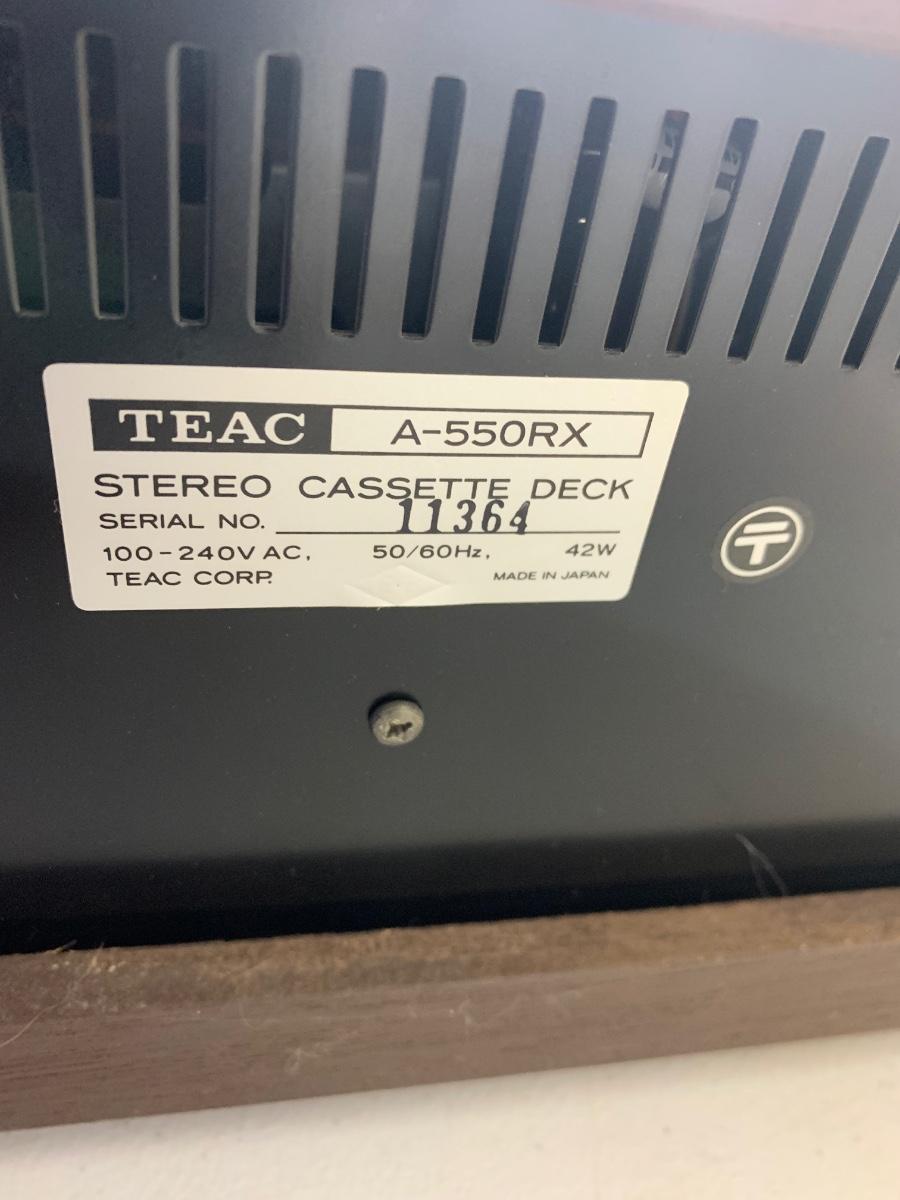 TEAC A-550RX
STEREO CASSETTE DECK
SERIAL NO. 11364
100-240V AC, 50/60Hz, 42W
TEAC CORP. MADE IN JAPAN